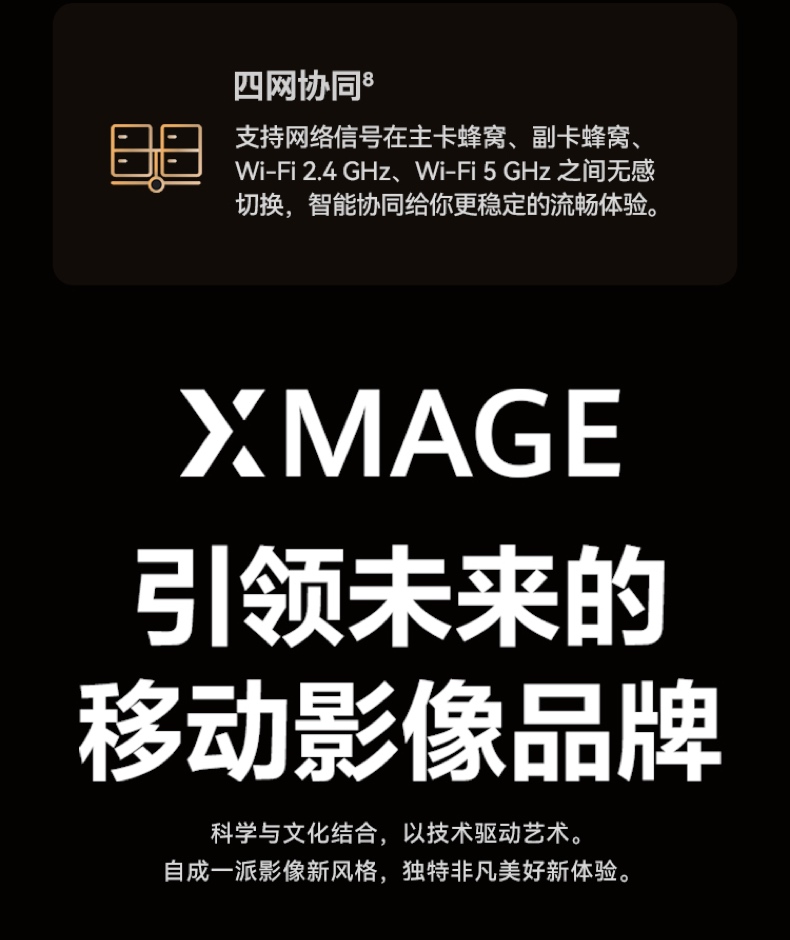 四网协同⁸
支持网络信号在主卡蜂窝、副卡蜂窝、
Wi-Fi 2.4 GHz、Wi-Fi 5 GHz 之间无感
切换，智能协同给你更稳定的流畅体验。
XMAGE
引领未来的
移动影像品牌
科学与文化结合，以技术驱动艺术。
自成一派影像新风格，独特非凡美好新体验。